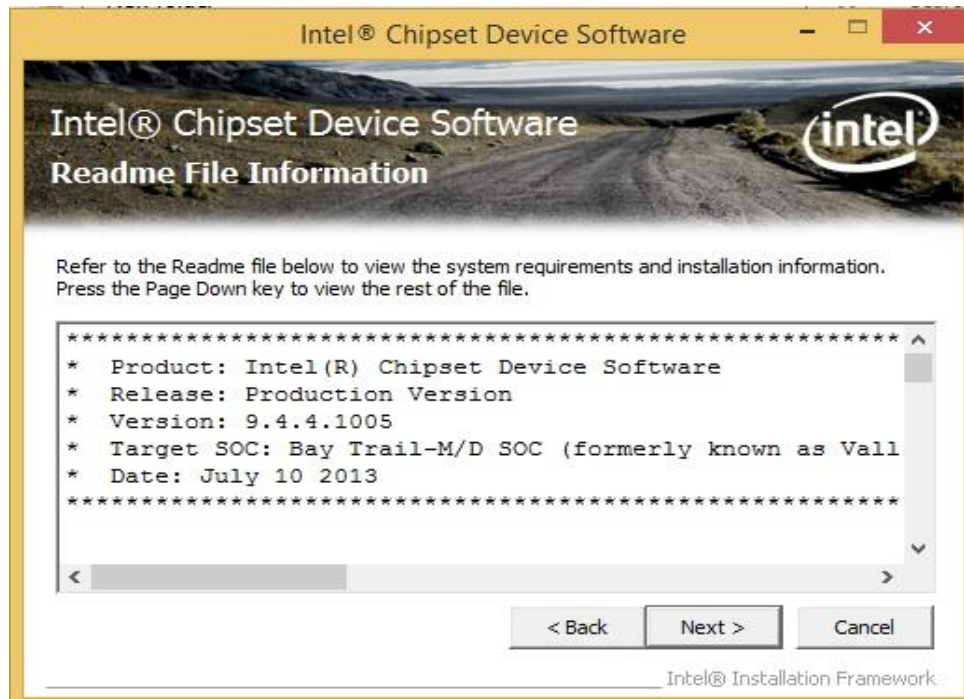 Intel® Chipset Device Software
Intel® Chipset Device Software
intel
Readme File Information
Refer to the Readme file below to view the system requirements and installation information.
Press the Page Down key to view the rest of the file.
************************************************************
* Product: Intel(R) Chipset Device Software
* Release: Production Version
* Version: 9.4.4.1005
* Target SOC: Bay Trail-M/D SOC (formerly known as Vall
* Date: July 10 2013
************************************************************
< Back
Next >
Cancel
Intel® Installation Framework